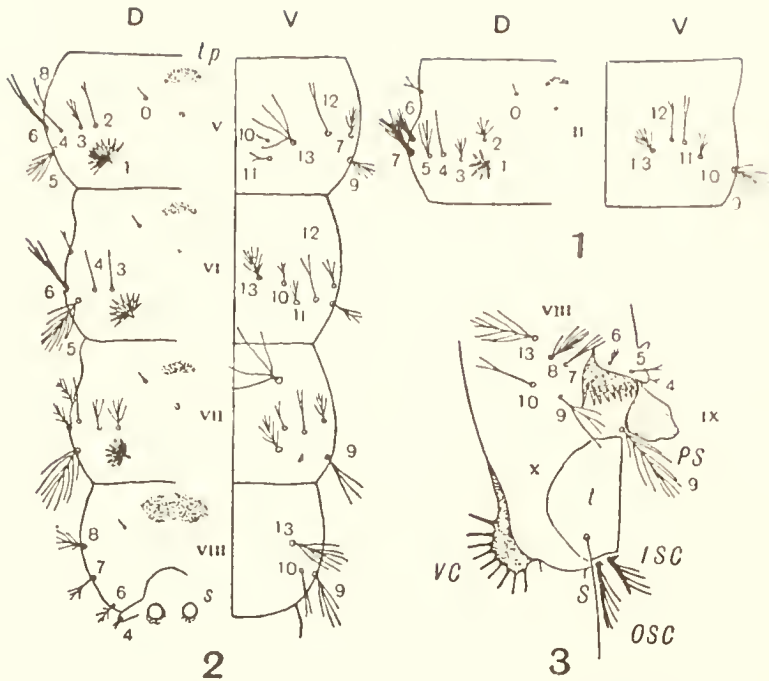 D V
tp
8 0 12
6 4 3 2 V 10 13 7
5 1 11 9
12
4 3 VI 13 10 11
6
5
VII 9
8 VIII 13
7 10 9
6 s
4
2
D V
6 0 12
7 5 4 3 2 1 II 13 11 10
9
1
VIII
13 6 5
8 7 4
10 9 IX
X PS
9
l
VC S ISC
OSC
3